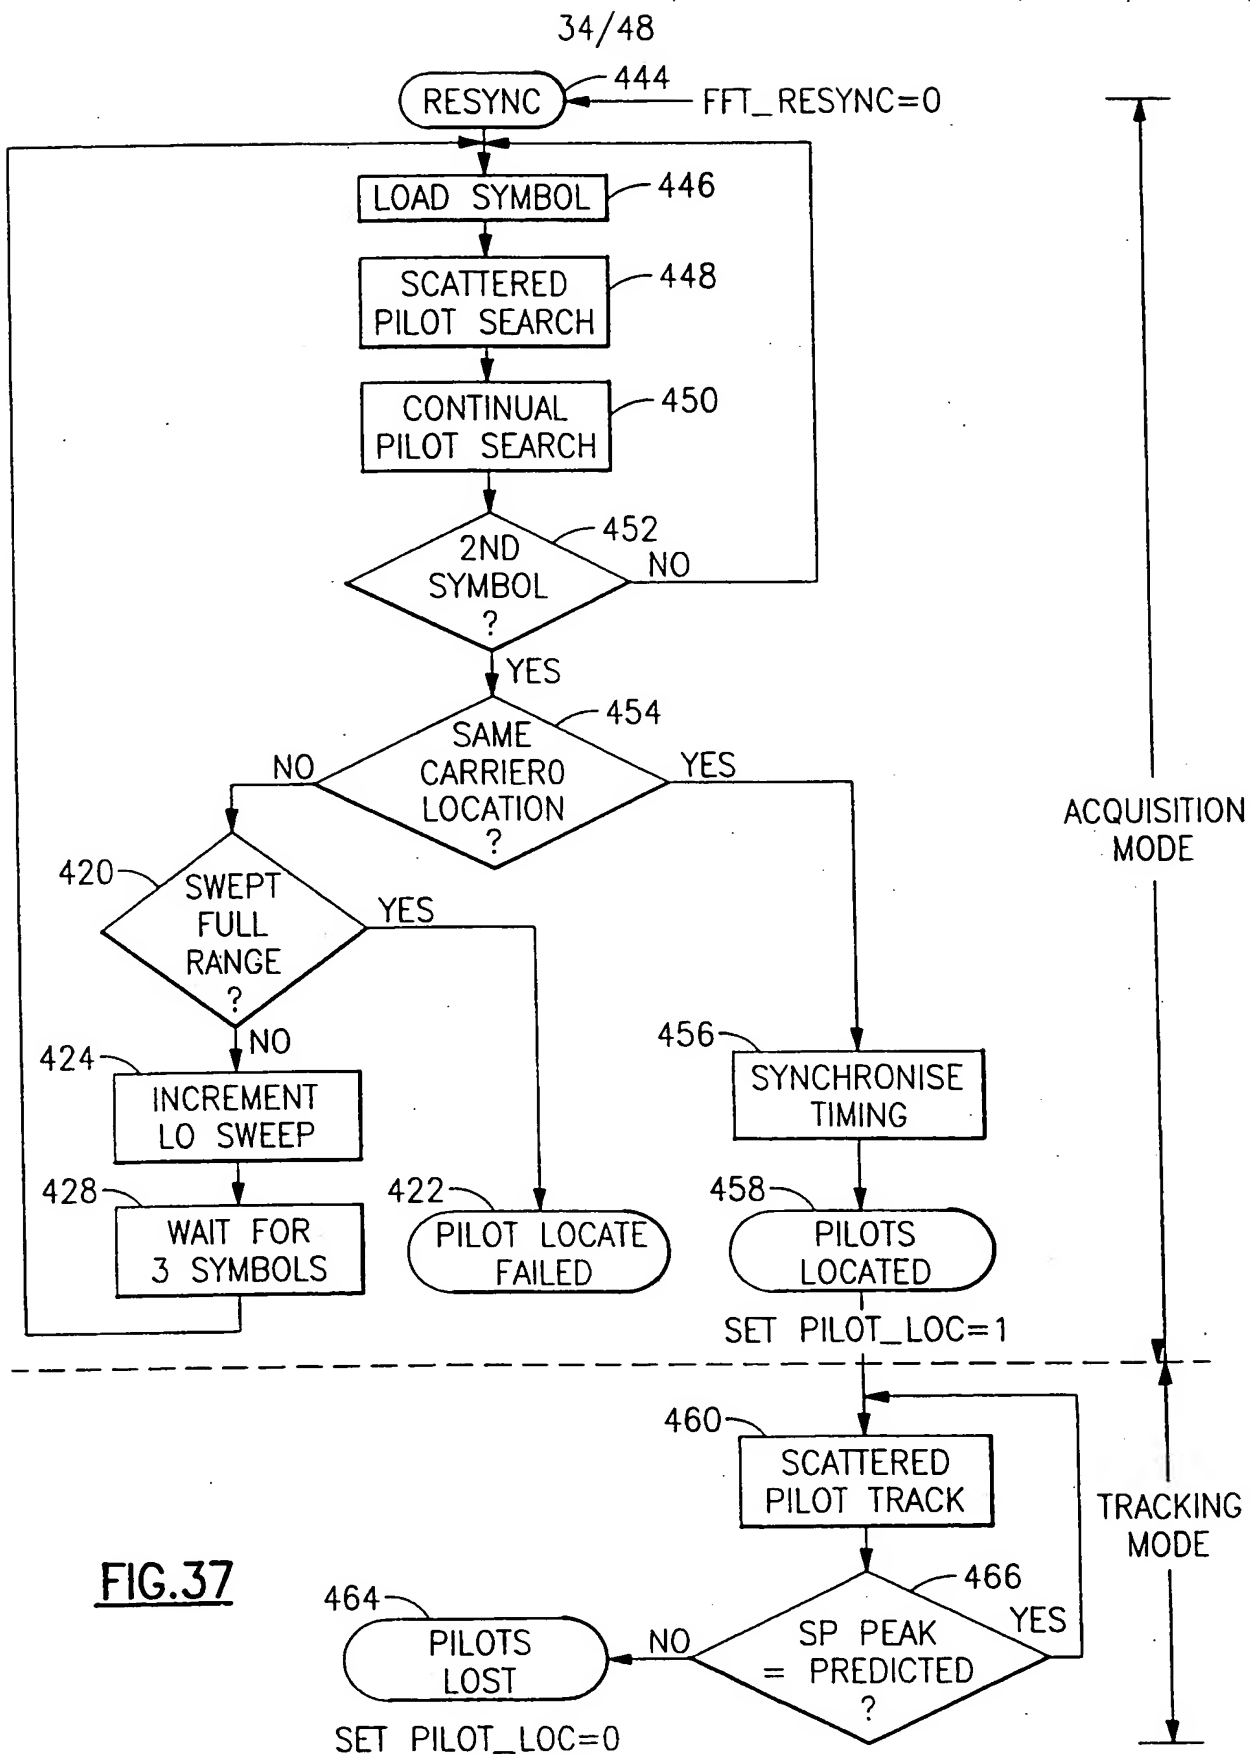 34/48
RESYNC
444
FFT_RESYNC=0
LOAD SYMBOL
446
SCATTERED
PILOT SEARCH
448
CONTINUAL
PILOT SEARCH
450
2ND
SYMBOL
?
452
NO
YES
SAME
CARRIERO
LOCATION
?
454
NO
YES
ACQUISITION
MODE
420
SWEPT
FULL
RANGE
?
YES
NO
424
INCREMENT
LO SWEEP
456
SYNCHRONISE
TIMING
428
WAIT FOR
3 SYMBOLS
422
PILOT LOCATE
FAILED
458
PILOTS
LOCATED
SET PILOT_LOC=1
460
SCATTERED
PILOT TRACK
TRACKING
MODE
FIG.37
464
PILOTS
LOST
NO
466
SP PEAK
= PREDICTED
?
YES
SET PILOT_LOC=0